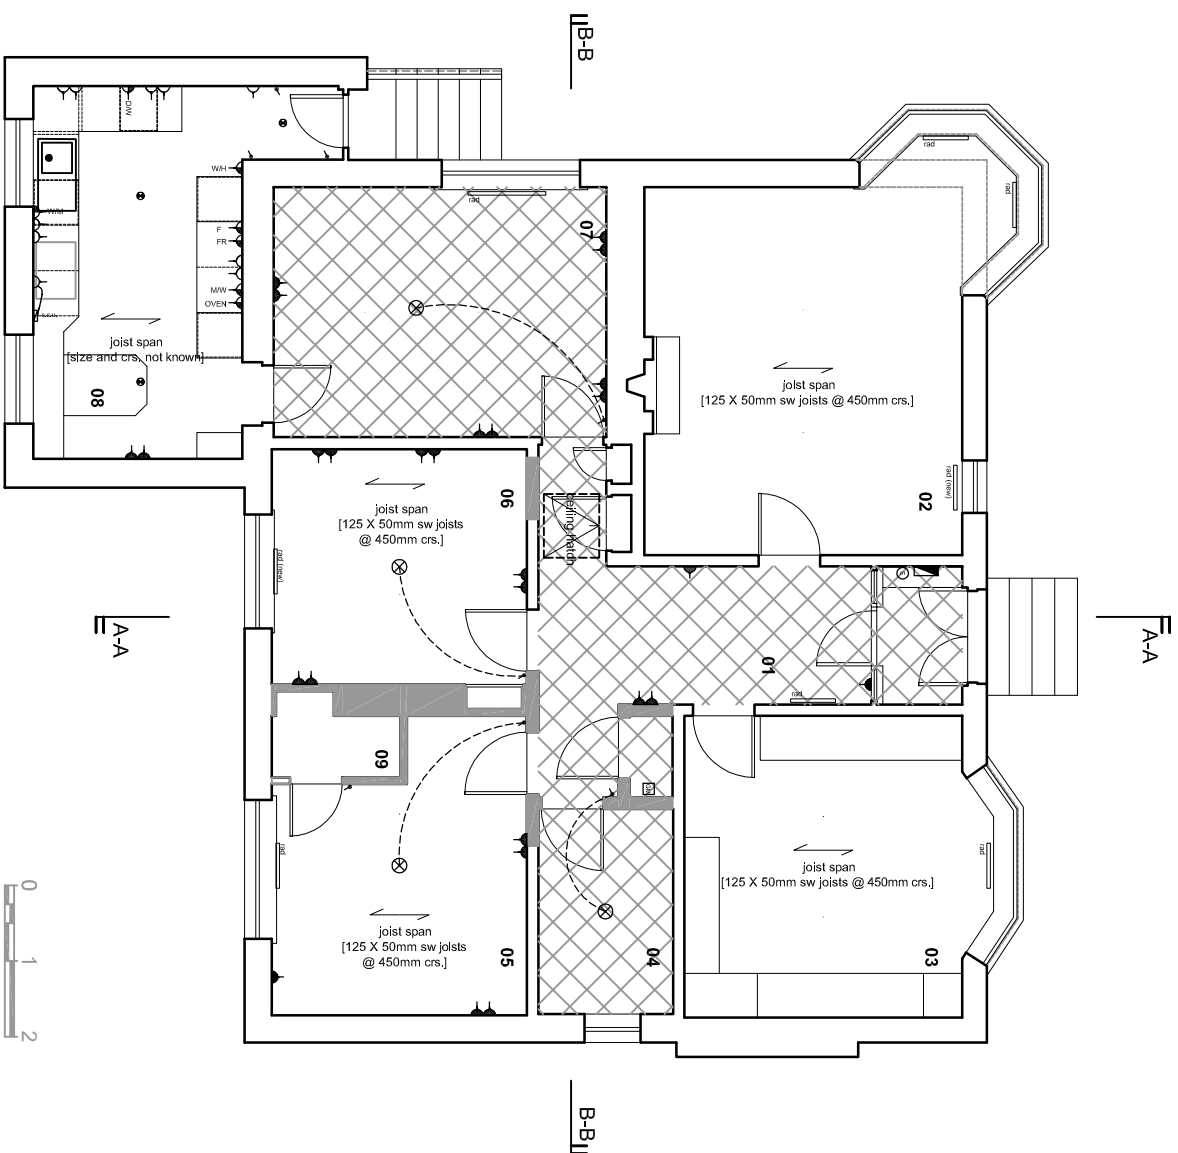 B-B
rad
rad
D/W
W/H
W/M
F
FR
M/W
OVEN
rad
07
joist span
[size and crs. not known]
08
joist span
[125 X 50mm sw joists @ 450mm crs.]
rad (new)
02
06
joist span
[125 X 50mm sw joists
@ 450mm crs.]
ceiling hatch
rad (new)
A-A
A-A
01
rad
09
rad
joist span
[125 X 50mm sw joists @ 450mm crs.]
rad
03
joist span
[125 X 50mm sw joists
@ 450mm crs.]
05
04
0
1
2
B-B